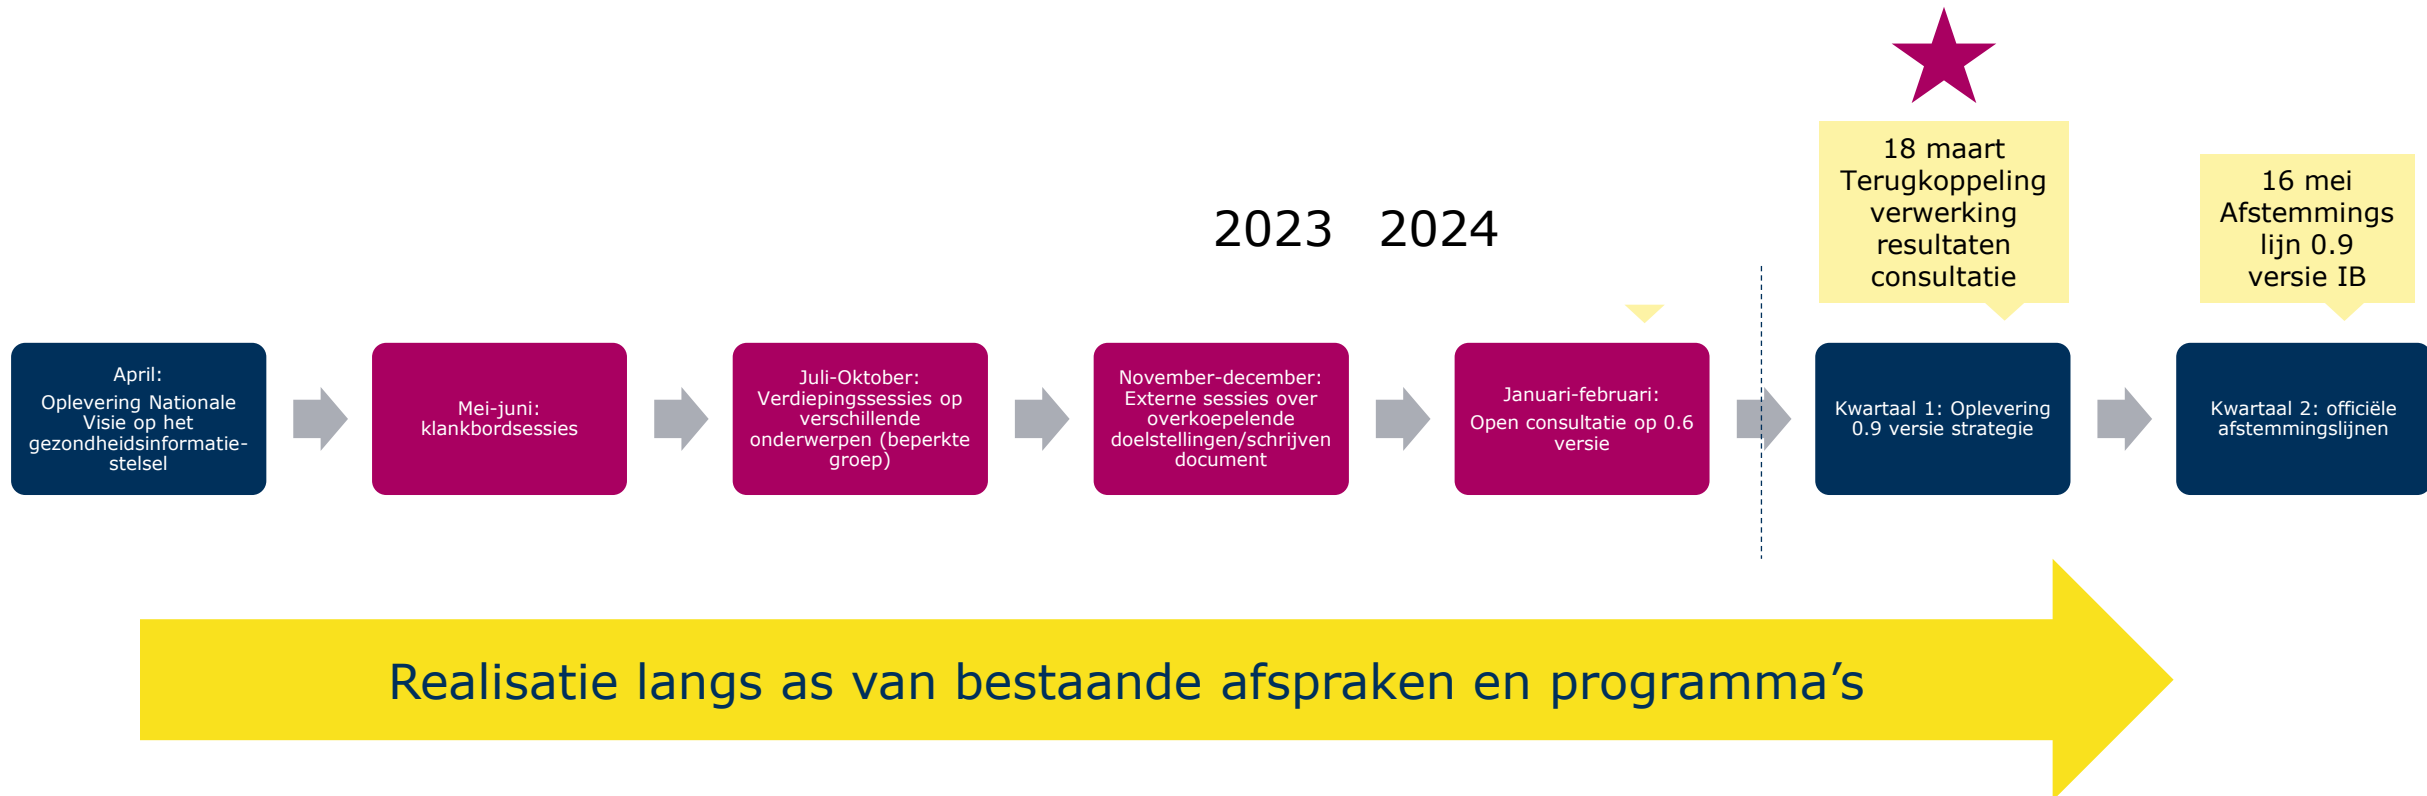 18 maart
Terugkoppeling
verwerking
resultaten
consultatie
16 mei
Afstemmings
lijn 0.9
versie IB
2023 2024
April:
Oplevering Nationale
Visie op het
gezondheidsinformatie-
stelsel
Mei-juni:
klankbordsessies
Juli-Oktober:
Verdiepingssessies op
verschillende
onderwerpen (beperkte
groep)
November-december:
Externe sessies over
overkoepelende
doelstellingen/schrijven
document
Januari-februari:
Open consultatie op 0.6
versie
Kwartaal 1: Oplevering
0.9 versie strategie
Kwartaal 2: officiële
afstemmingslijnen
Realisatie langs as van bestaande afspraken en programma’s